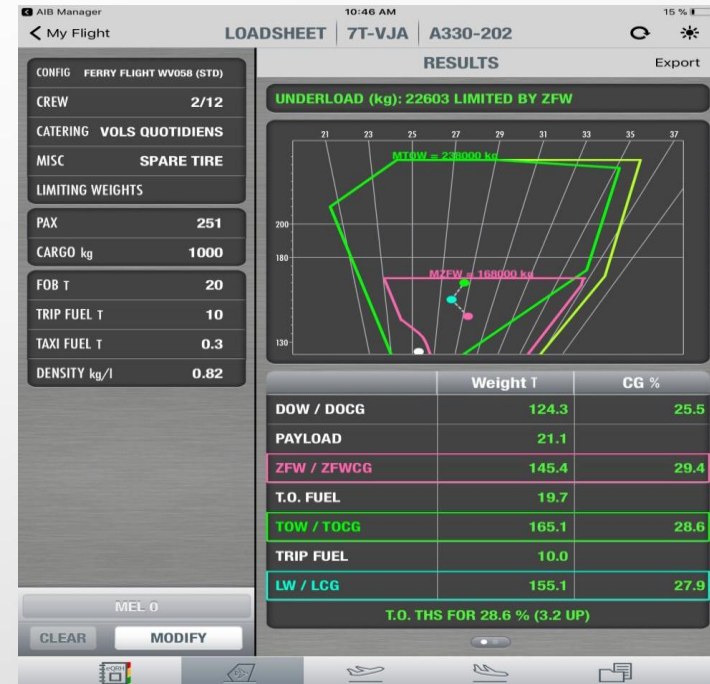 AIB Manager 10:46 AM 15 %
My Flight LOADSHEET 7T-VJA A330-202
RESULTS Export
CONFIG FERRY FLIGHT WV058 (STD)
CREW 2/12
CATERING VOLS QUOTIDIENS
MISC SPARE TIRE
LIMITING WEIGHTS
PAX 251
CARGO kg 1000
FOB T 20
TRIP FUEL T 10
TAXI FUEL T 0.3
DENSITY kg/l 0.82
MEL 0
CLEAR MODIFY
eQRH
UNDERLOAD (kg): 22603 LIMITED BY ZFW
21 23 25 27 29 31 33 35 37
MTOW = 238000 kg
200
180
MZFW = 168000 kg
130
Weight T CG %
DOW / DOCG 124.3 25.5
PAYLOAD 21.1
ZFW / ZFWCG 145.4 29.4
T.O. FUEL 19.7
TOW / TOCG 165.1 28.6
TRIP FUEL 10.0
LW / LCG 155.1 27.9
T.O. THS FOR 28.6 % (3.2 UP)